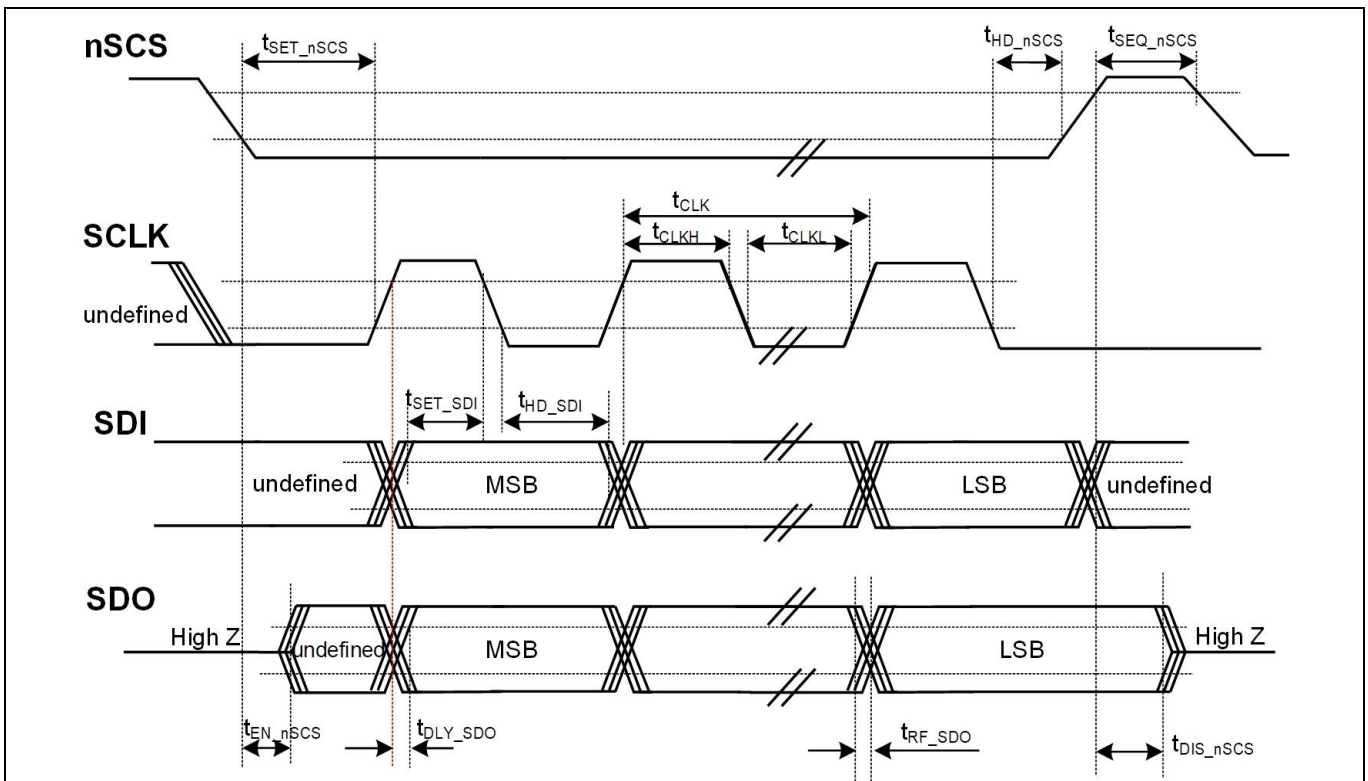 nSCS
tSET_nSCS
tHD_nSCS
tSEQ_nSCS
SCLK
undefined
tCLK
tCLKH
tCLKL
SDI
tSET_SDI
tHD_SDI
undefined
MSB
LSB
undefined
SDO
High Z
undefined
MSB
LSB
High Z
tEN_nSCS
tDLY_SDO
tRF_SDO
tDIS_nSCS